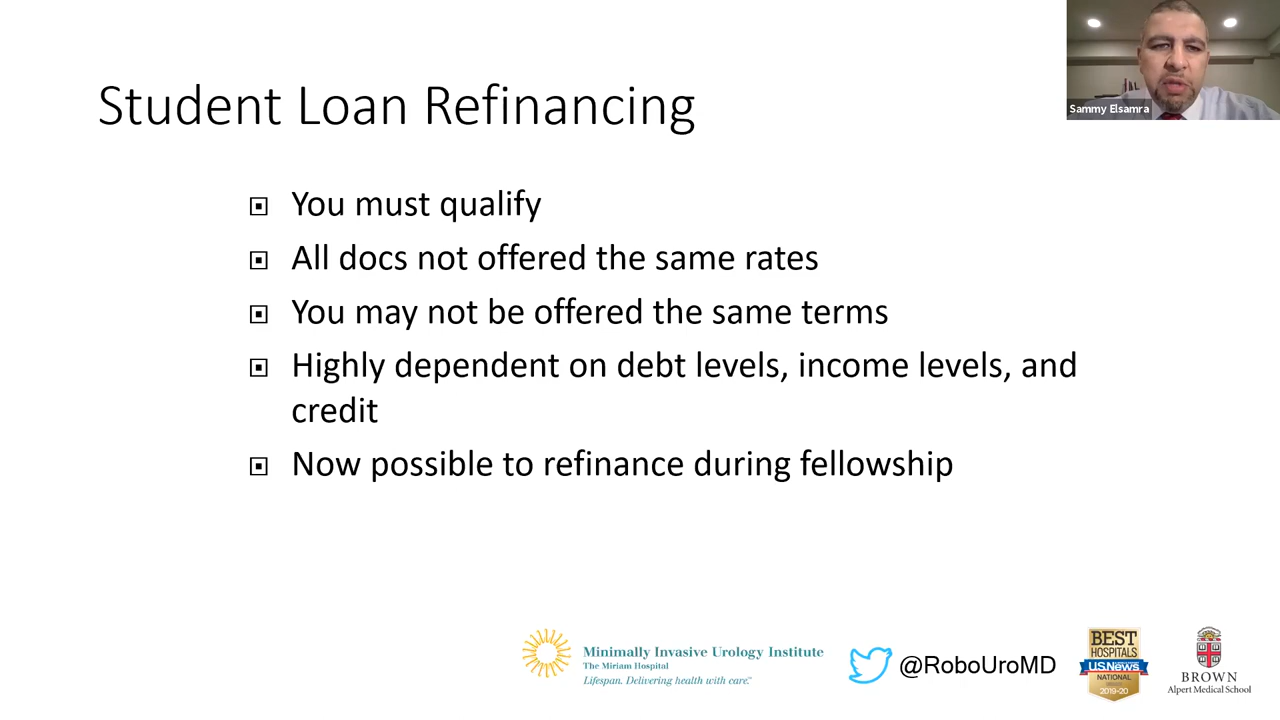 Sammy Elsamra
Student Loan Refinancing
You must qualify
All docs not offered the same rates
You may not be offered the same terms
Highly dependent on debt levels, income levels, and
credit
Now possible to refinance during fellowship
Minimally Invasive Urology Institute
The Miriam Hospital
Lifespan. Delivering health with care.
@RoboUroMD
BEST
HOSPITALS
U.S.News
NATIONAL
2019-20
BROWN
Alpert Medical School